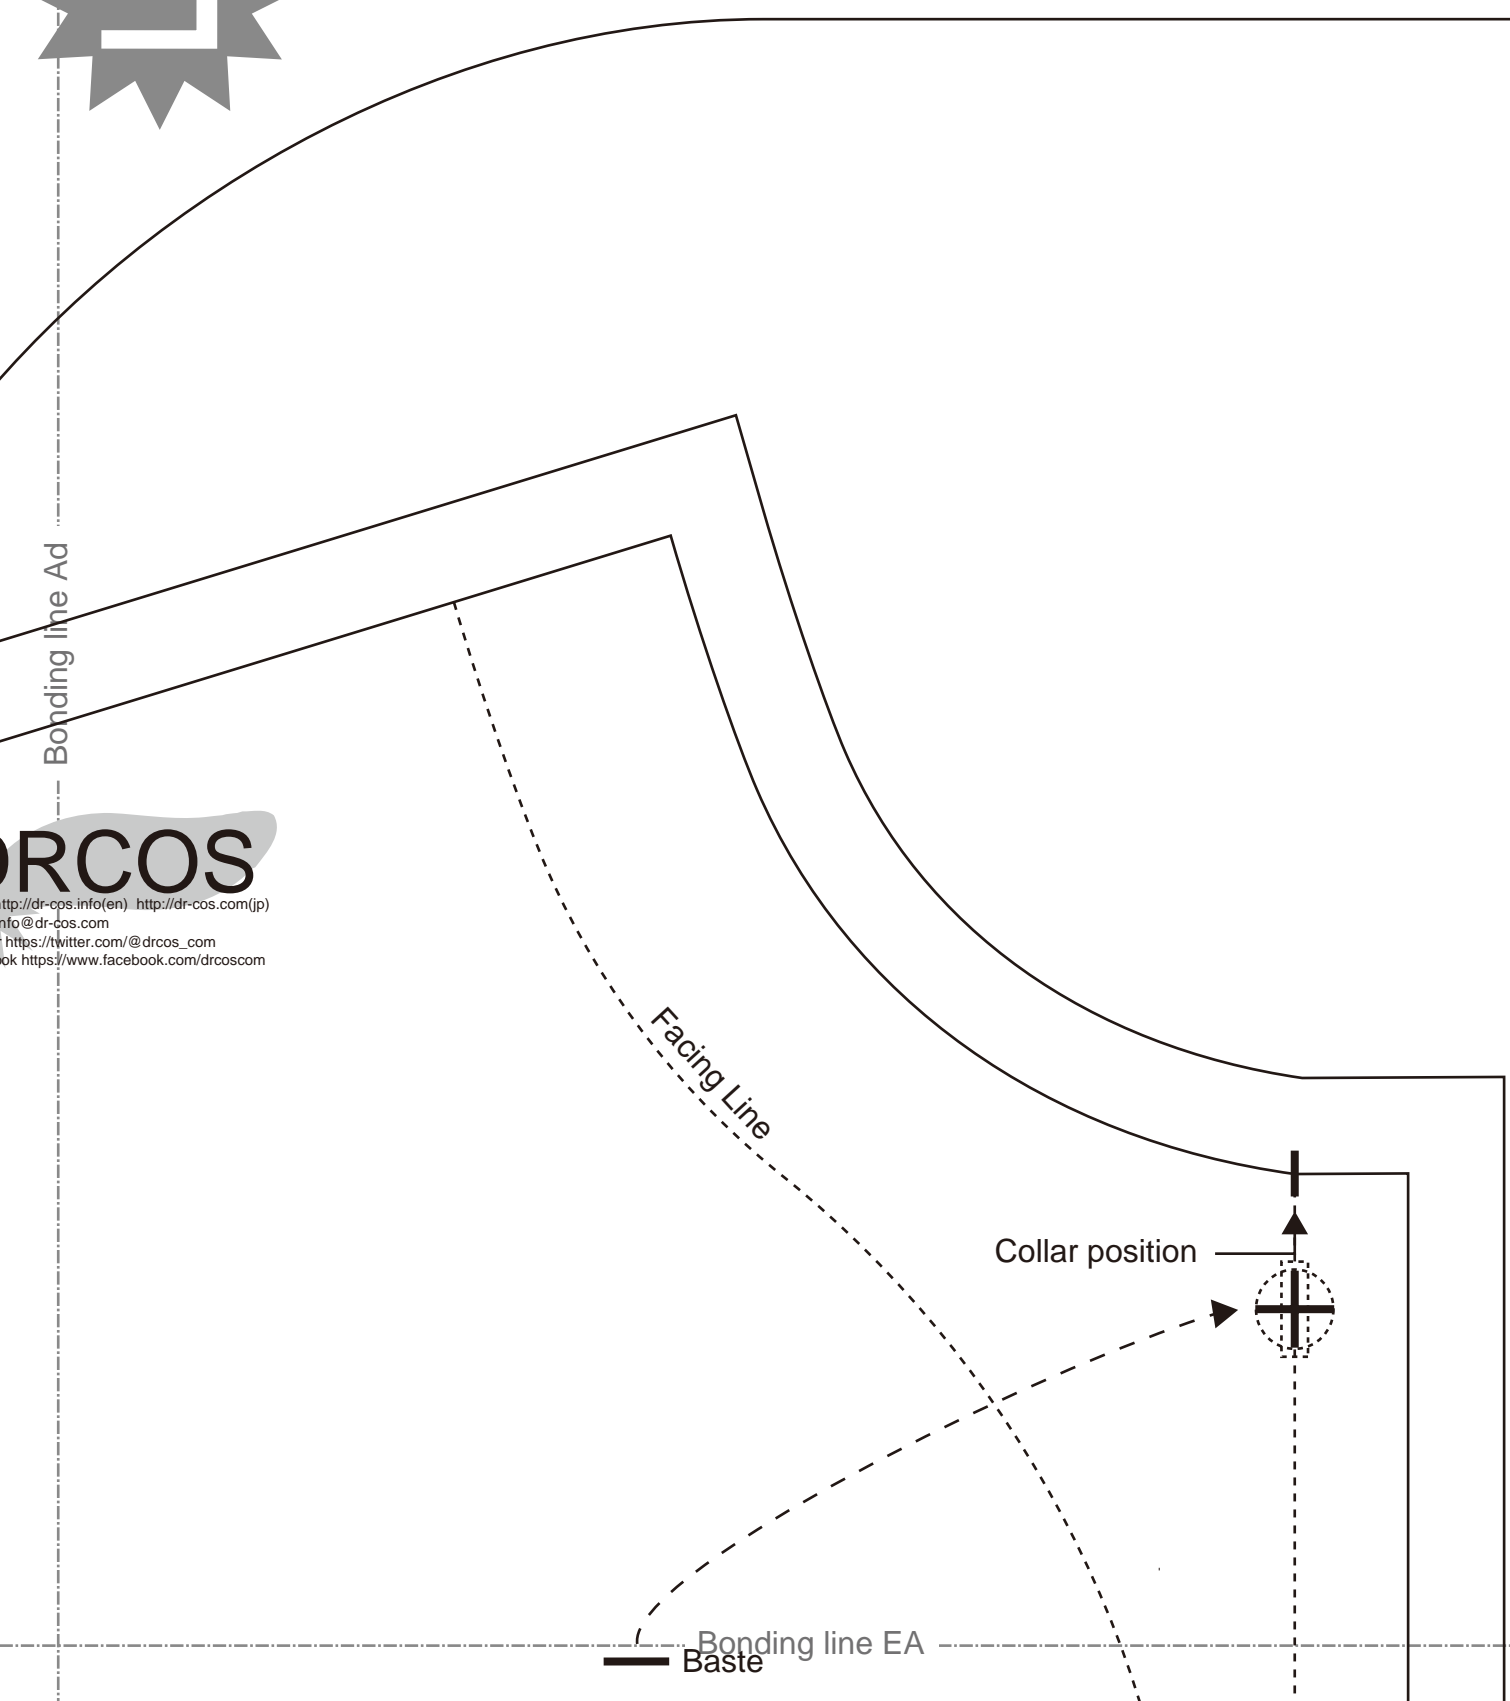 Bonding line Ad
DRCOS
http://dr-cos.info(en) http://dr-cos.com(jp)
info@dr-cos.com
https://twitter.com/@drcos_com
ok https://www.facebook.com/drcoscom
Facing Line
Collar position
Bonding line EA
Baste